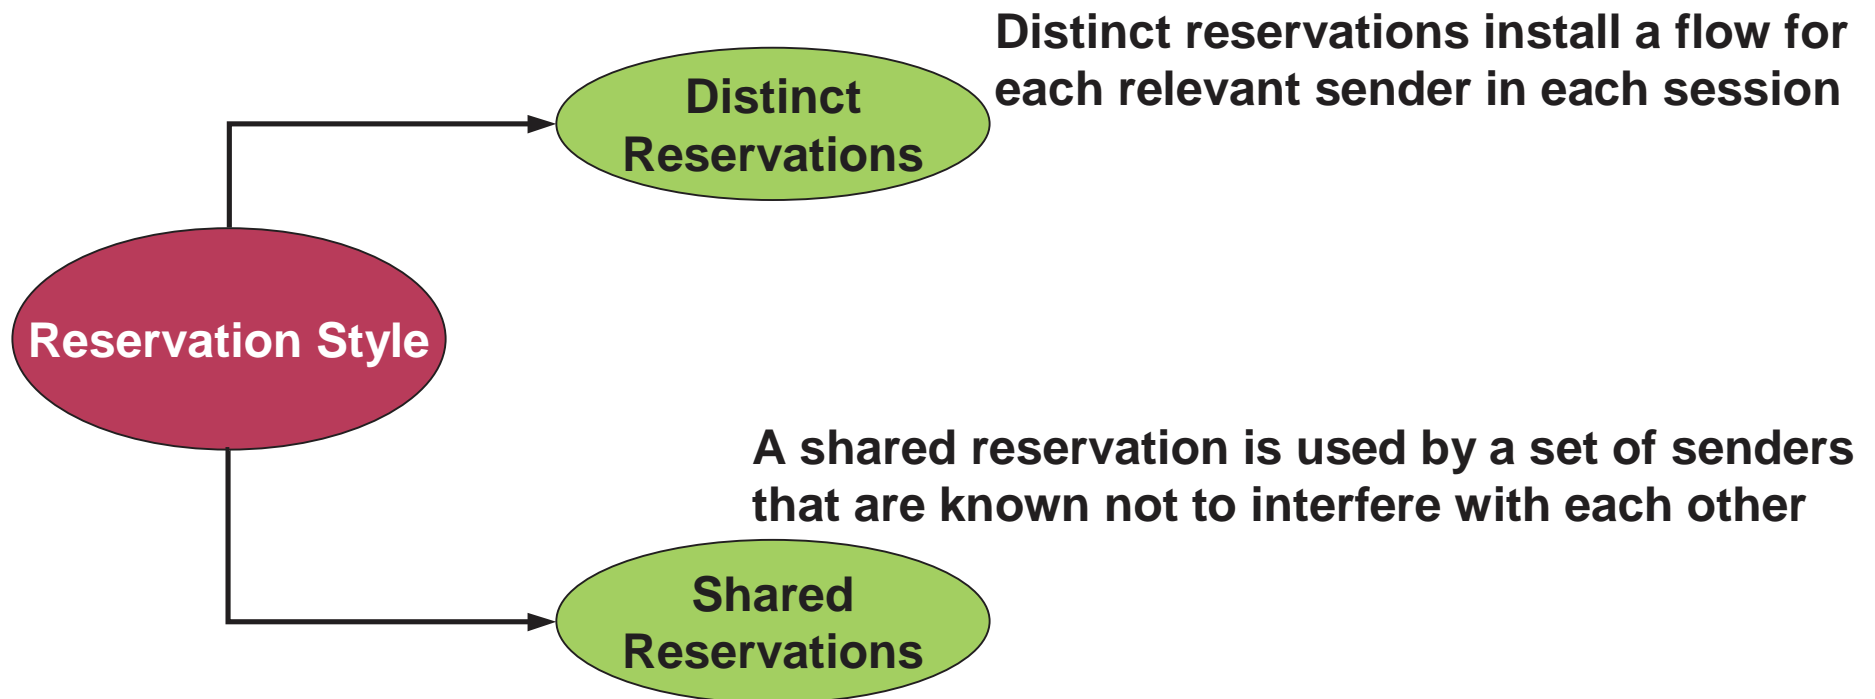 Distinct reservations install a flow for
each relevant sender in each session
Distinct
Reservations
Reservation Style
A shared reservation is used by a set of senders
that are known not to interfere with each other
Shared
Reservations